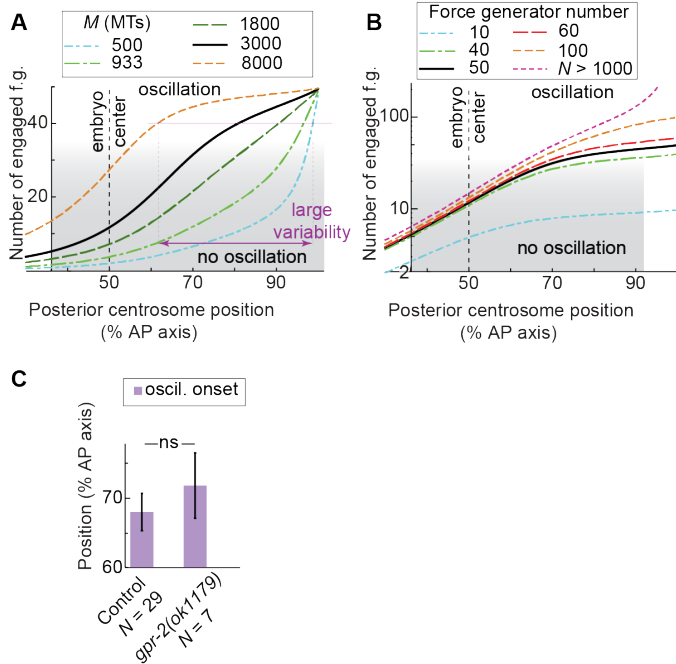 A
M (MTs)
500
933
1800
3000
8000
oscillation
embryo
center
large
variability
no oscillation
Number of engaged f.g.
40
20
50
70
90
Posterior centrosome position
(% AP axis)
B
Force generator number
10
40
50
60
100
N > 1000
oscillation
embryo
center
no oscillation
Number of engaged f.g.
100
10
2
50
70
90
Posterior centrosome position
(% AP axis)
C
oscil. onset
ns
Position (% AP axis)
70
60
Control
N = 29
gpr-2(ok1179)
N = 7